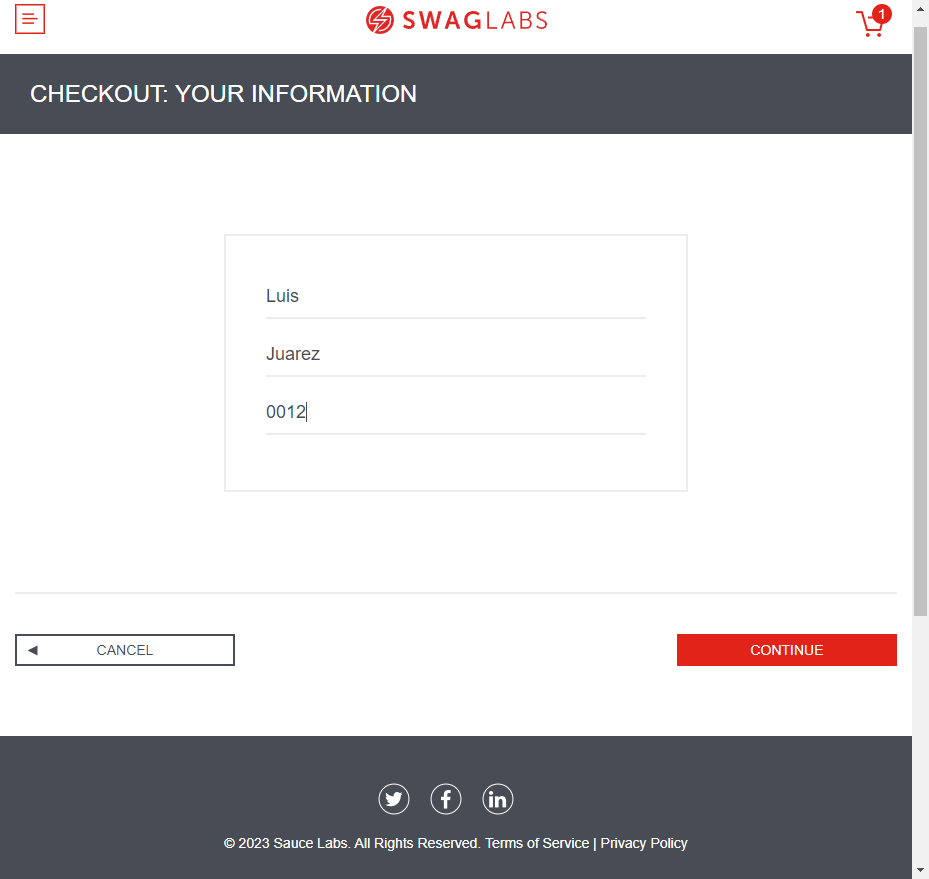 SWAGLABS
1
CHECKOUT: YOUR INFORMATION
Luis
Juarez
0012
CANCEL
CONTINUE
© 2023 Sauce Labs. All Rights Reserved. Terms of Service | Privacy Policy